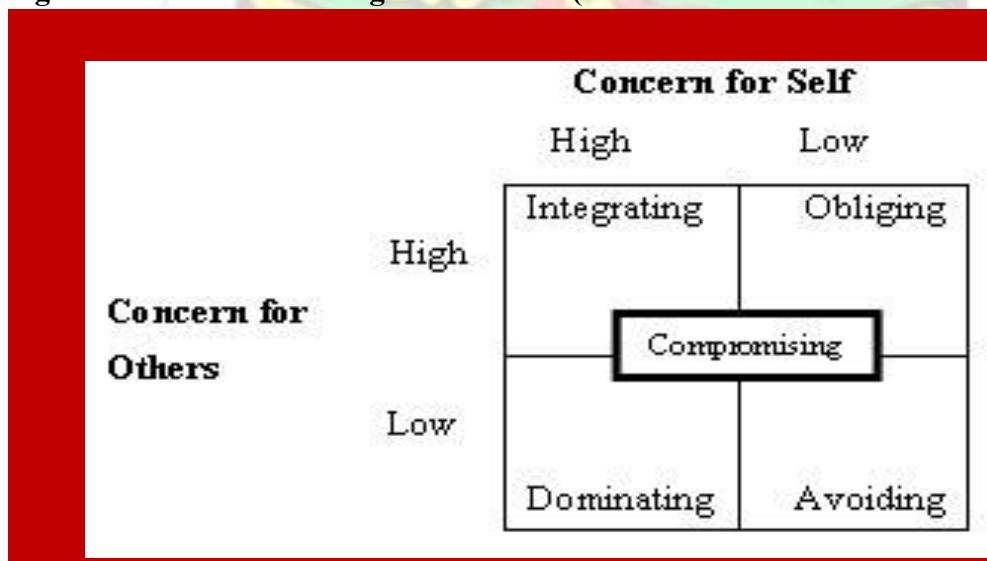 Concern for Self
High Low
Integrating Obliging
High
Concern for
Compromising
Others
Low
Dominating Avoiding